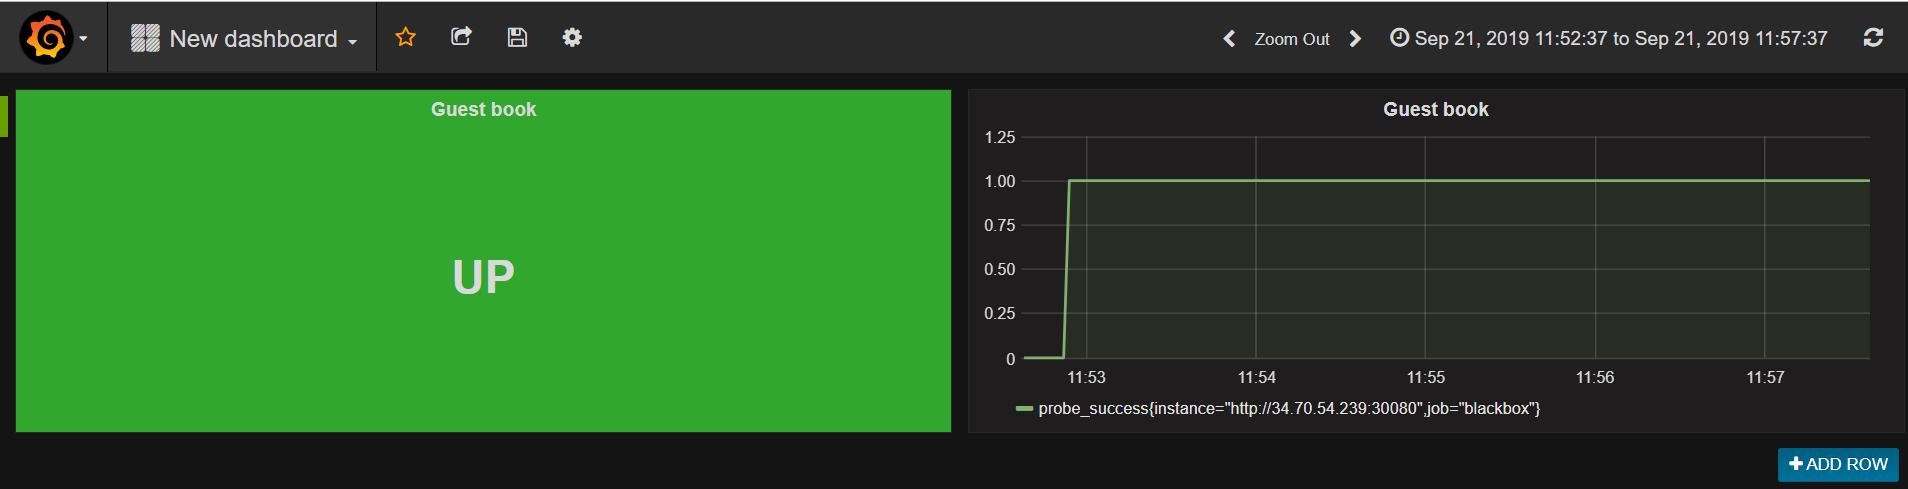 New dashboard
Zoom Out
Sep 21, 2019 11:52:37 to Sep 21, 2019 11:57:37
Guest book
UP
Guest book
1.25
1.00
0.75
0.50
0.25
0
11:53 11:54 11:55 11:56 11:57
probe_success{instance="http://34.70.54.239:30080",job="blackbox"}
ADD ROW